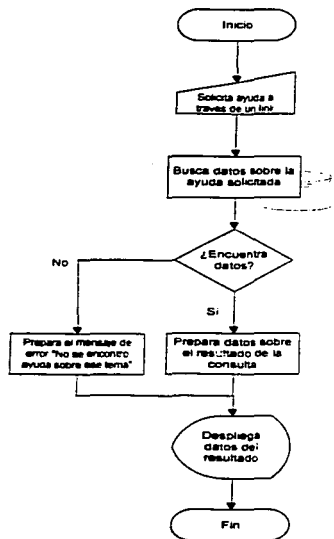 Inicio
Solicita ayuda a
través de un link
Busca datos sobre la
ayuda solicitada
¿Encuentra
datos?
No
Si
Prepara el mensaje de
error "No se encontro
ayuda sobre ese tema"
Prepara datos sobre
el resultado de la
consulta
Despliega
datos del
resultado
Fin